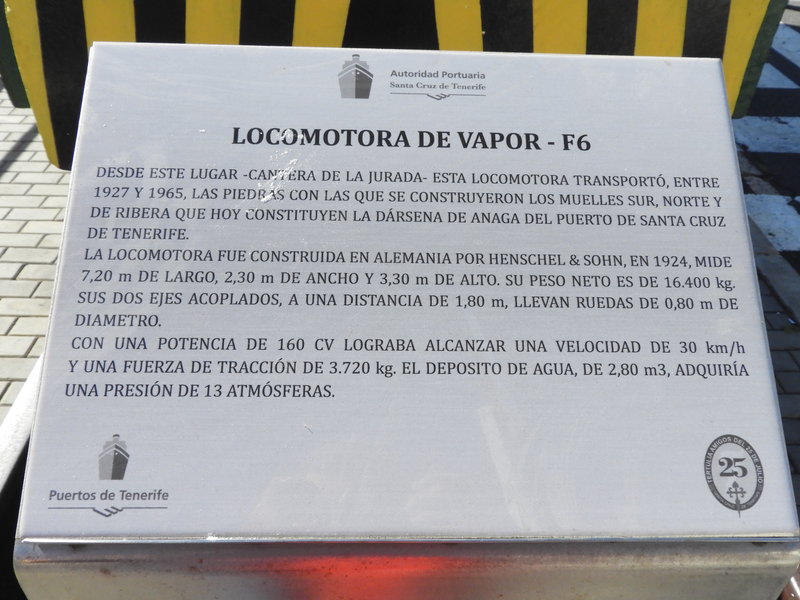 Autoridad Portuaria
Santa Cruz de Tenerife
LOCOMOTORA DE VAPOR - F6
DESDE ESTE LUGAR -CANTERA DE LA JURADA- ESTA LOCOMOTORA TRANSPORTÓ, ENTRE
1927 Y 1965, LAS PIEDRAS CON LAS QUE SE CONSTRUYERON LOS MUELLES SUR, NORTE Y
DE RIBERA QUE HOY CONSTITUYEN LA DÁRSENA DE ANAGA DEL PUERTO DE SANTA CRUZ
DE TENERIFE.
LA LOCOMOTORA FUE CONSTRUIDA EN ALEMANIA POR HENSCHEL & SOHN, EN 1924, MIDE
7,20 m DE LARGO, 2,30 m DE ANCHO Y 3,30 m DE ALTO. SU PESO NETO ES DE 16.400 kg.
SUS DOS EJES ACOPLADOS, A UNA DISTANCIA DE 1,80 m, LLEVAN RUEDAS DE 0,80 m DE
DIAMETRO.
CON UNA POTENCIA DE 160 CV LOGRABA ALCANZAR UNA VELOCIDAD DE 30 km/h
Y UNA FUERZA DE TRACCIÓN DE 3.720 kg. EL DEPOSITO DE AGUA, DE 2,80 m3, ADQUIRÍA
UNA PRESIÓN DE 13 ATMÓSFERAS.
Puertos de Tenerife
TERTULIA AMIGOS DEL 25 DE JULIO
25